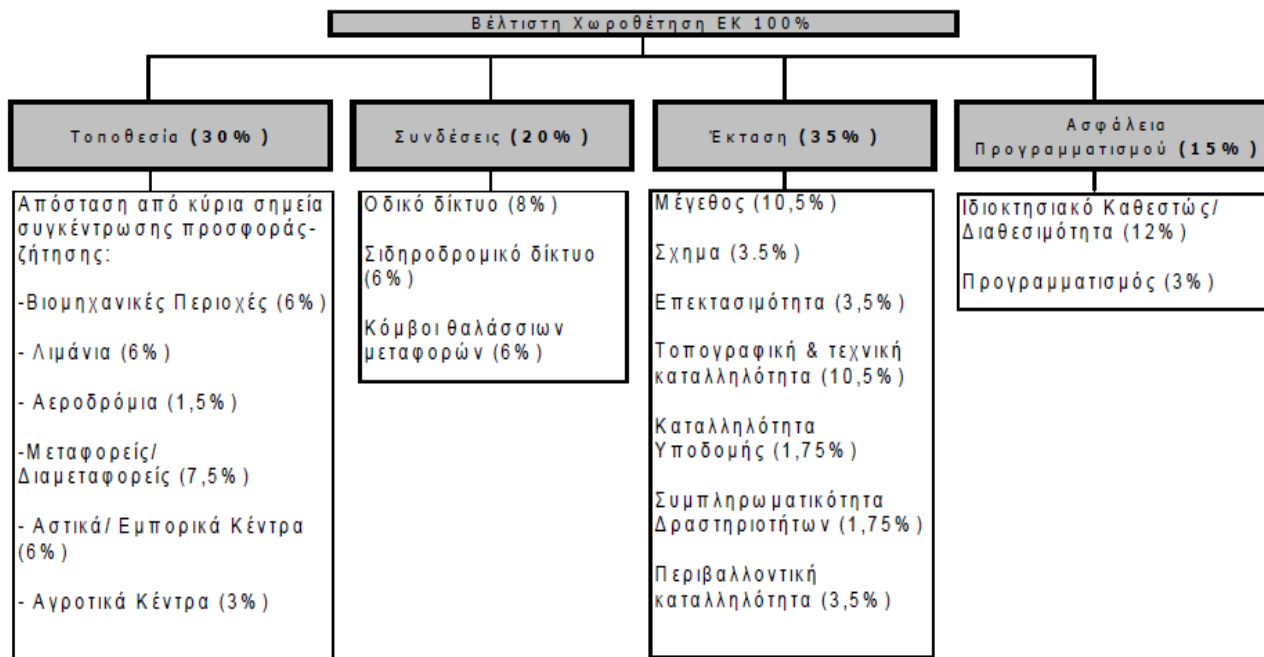 Βέλτιστη Χωροθέτηση ΕΚ 100%
Τοποθεσία (30%)
Απόσταση από κύρια σημεία
συγκέντρωσης προσφοράς-
ζήτησης:
-Βιομηχανικές Περιοχές (6%)
- Λιμάνια (6%)
- Αεροδρόμια (1,5%)
-Μεταφορείς/
Διαμεταφορείς (7,5%)
- Αστικά/ Εμπορικά Κέντρα
(6%)
- Αγροτικά Κέντρα (3%)
Συνδέσεις (20%)
Οδικό δίκτυο (8%)
Σιδηροδρομικό δίκτυο
(6%)
Κόμβοι θαλάσσιων
μεταφορών (6%)
Έκταση (35%)
Μέγεθος (10,5%)
Σχημα (3.5%)
Επεκτασιμότητα (3,5%)
Τοπογραφική & τεχνική
καταλληλότητα (10,5%)
Καταλληλότητα
Υποδομής (1,75%)
Συμπληρωματικότητα
Δραστηριοτήτων (1,75%)
Περιβαλλοντική
καταλληλότητα (3,5%)
Ασφάλεια
Προγραμματισμού (15%)
Ιδιοκτησιακό Καθεστώς/
Διαθεσιμότητα (12%)
Προγραμματισμός (3%)